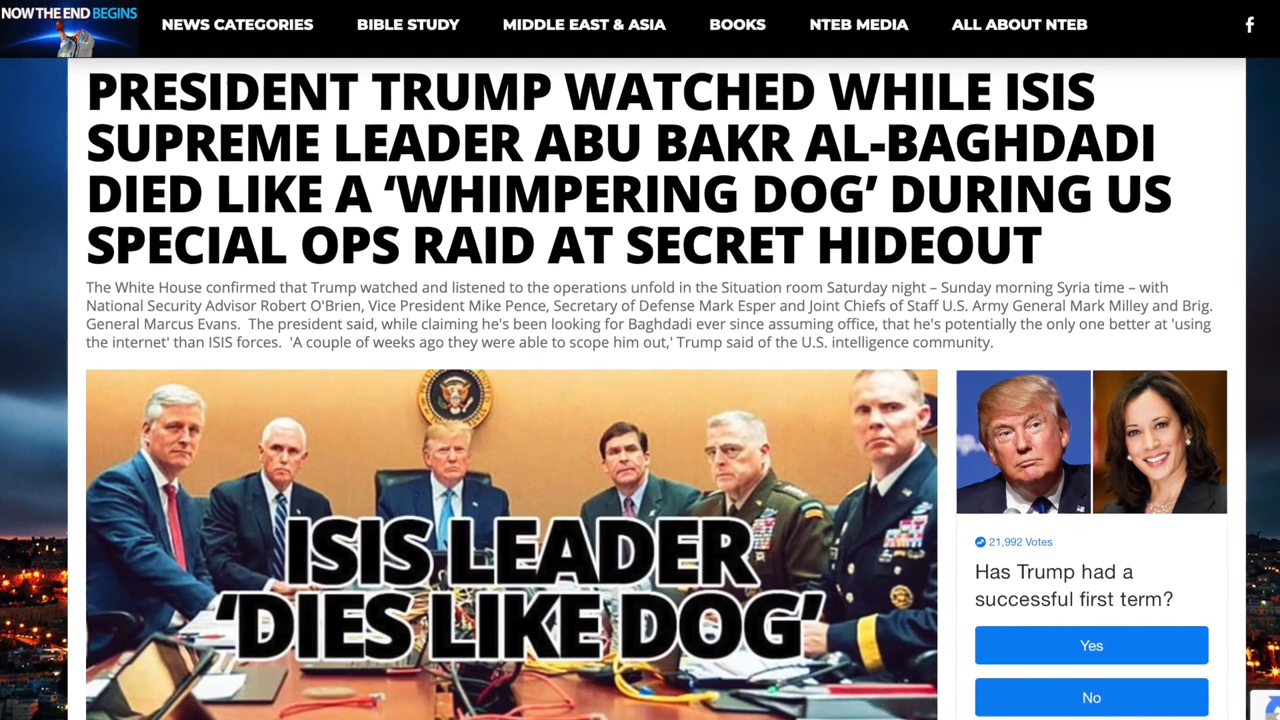 NOW THE END BEGINS
NEWS CATEGORIES
BIBLE STUDY
MIDDLE EAST & ASIA
BOOKS
NTEB MEDIA
ALL ABOUT NTEB
PRESIDENT TRUMP WATCHED WHILE ISIS
SUPREME LEADER ABU BAKR AL-BAGHDADI
DIED LIKE A ‘WHIMPERING DOG’ DURING US
SPECIAL OPS RAID AT SECRET HIDEOUT
The White House confirmed that Trump watched and listened to the operations unfold in the Situation room Saturday night – Sunday morning Syria time – with
National Security Advisor Robert O'Brien, Vice President Mike Pence, Secretary of Defense Mark Esper and Joint Chiefs of Staff U.S. Army General Mark Milley and Brig.
General Marcus Evans.  The president said, while claiming he's been looking for Baghdadi ever since assuming office, that he's potentially the only one better at 'using
the internet' than ISIS forces.  'A couple of weeks ago they were able to scope him out,' Trump said of the U.S. intelligence community.
ISIS LEADER
‘DIES LIKE DOG’
21,992 Votes
Has Trump had a
successful first term?
Yes
No